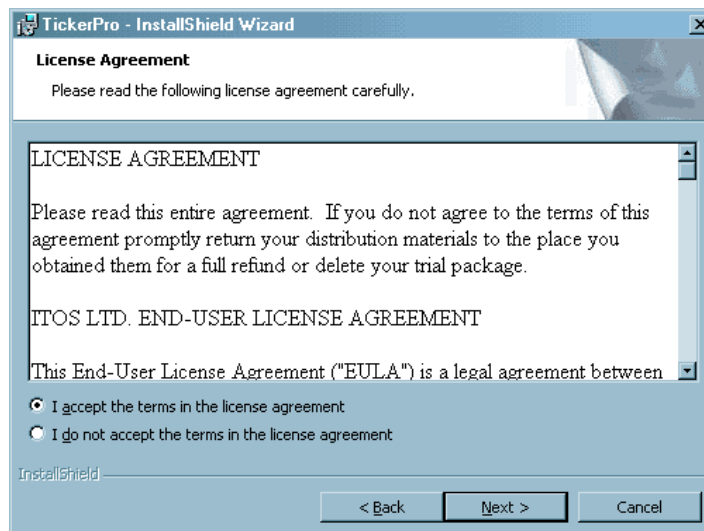 TickerPro - InstallShield Wizard
License Agreement
Please read the following license agreement carefully.
LICENSE AGREEMENT
Please read this entire agreement.  If you do not agree to the terms of this
agreement promptly return your distribution materials to the place you
obtained them for a full refund or delete your trial package.
ITOS LTD. END-USER LICENSE AGREEMENT
This End-User License Agreement ("EULA") is a legal agreement between
I accept the terms in the license agreement
I do not accept the terms in the license agreement
InstallShield
< Back Next > Cancel